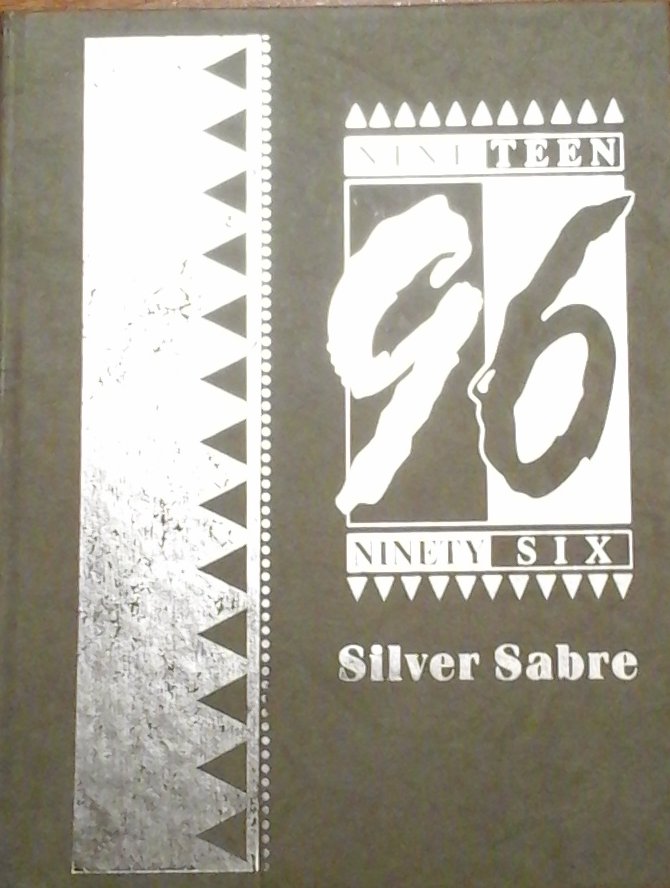 NINETEEN
96
NINETY SIX
Silver Sabre